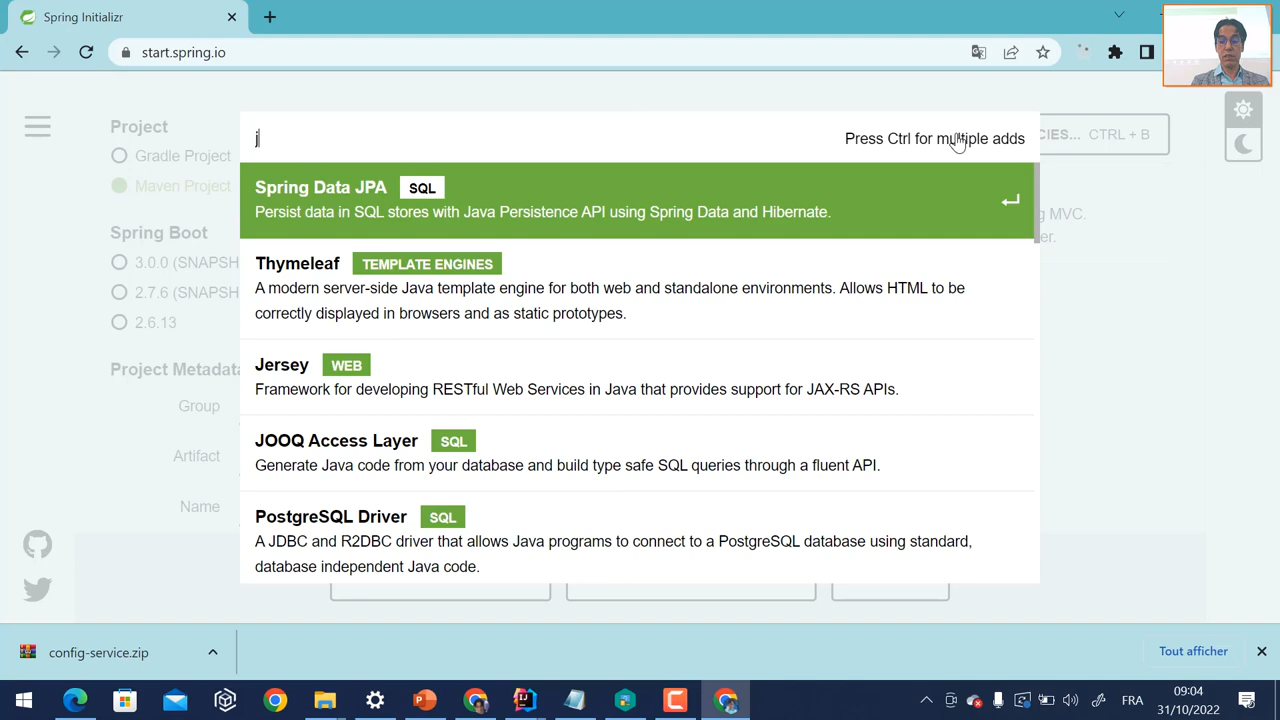 Spring Initializr
start.spring.io
j
Press Ctrl for multiple adds
CIES... CTRL + B
Project
Gradle Project
Maven Project
Spring Boot
3.0.0 (SNAPSH
2.7.6 (SNAPSH
2.6.13
Project Metadata
Group
Artifact
Name
Spring Data JPA SQL
Persist data in SQL stores with Java Persistence API using Spring Data and Hibernate.
Thymeleaf TEMPLATE ENGINES
A modern server-side Java template engine for both web and standalone environments. Allows HTML to be
correctly displayed in browsers and as static prototypes.
Jersey WEB
Framework for developing RESTful Web Services in Java that provides support for JAX-RS APIs.
JOOQ Access Layer SQL
Generate Java code from your database and build type safe SQL queries through a fluent API.
PostgreSQL Driver SQL
A JDBC and R2DBC driver that allows Java programs to connect to a PostgreSQL database using standard,
database independent Java code.
g MVC.
er.
config-service.zip
Tout afficher
FRA
09:04
31/10/2022